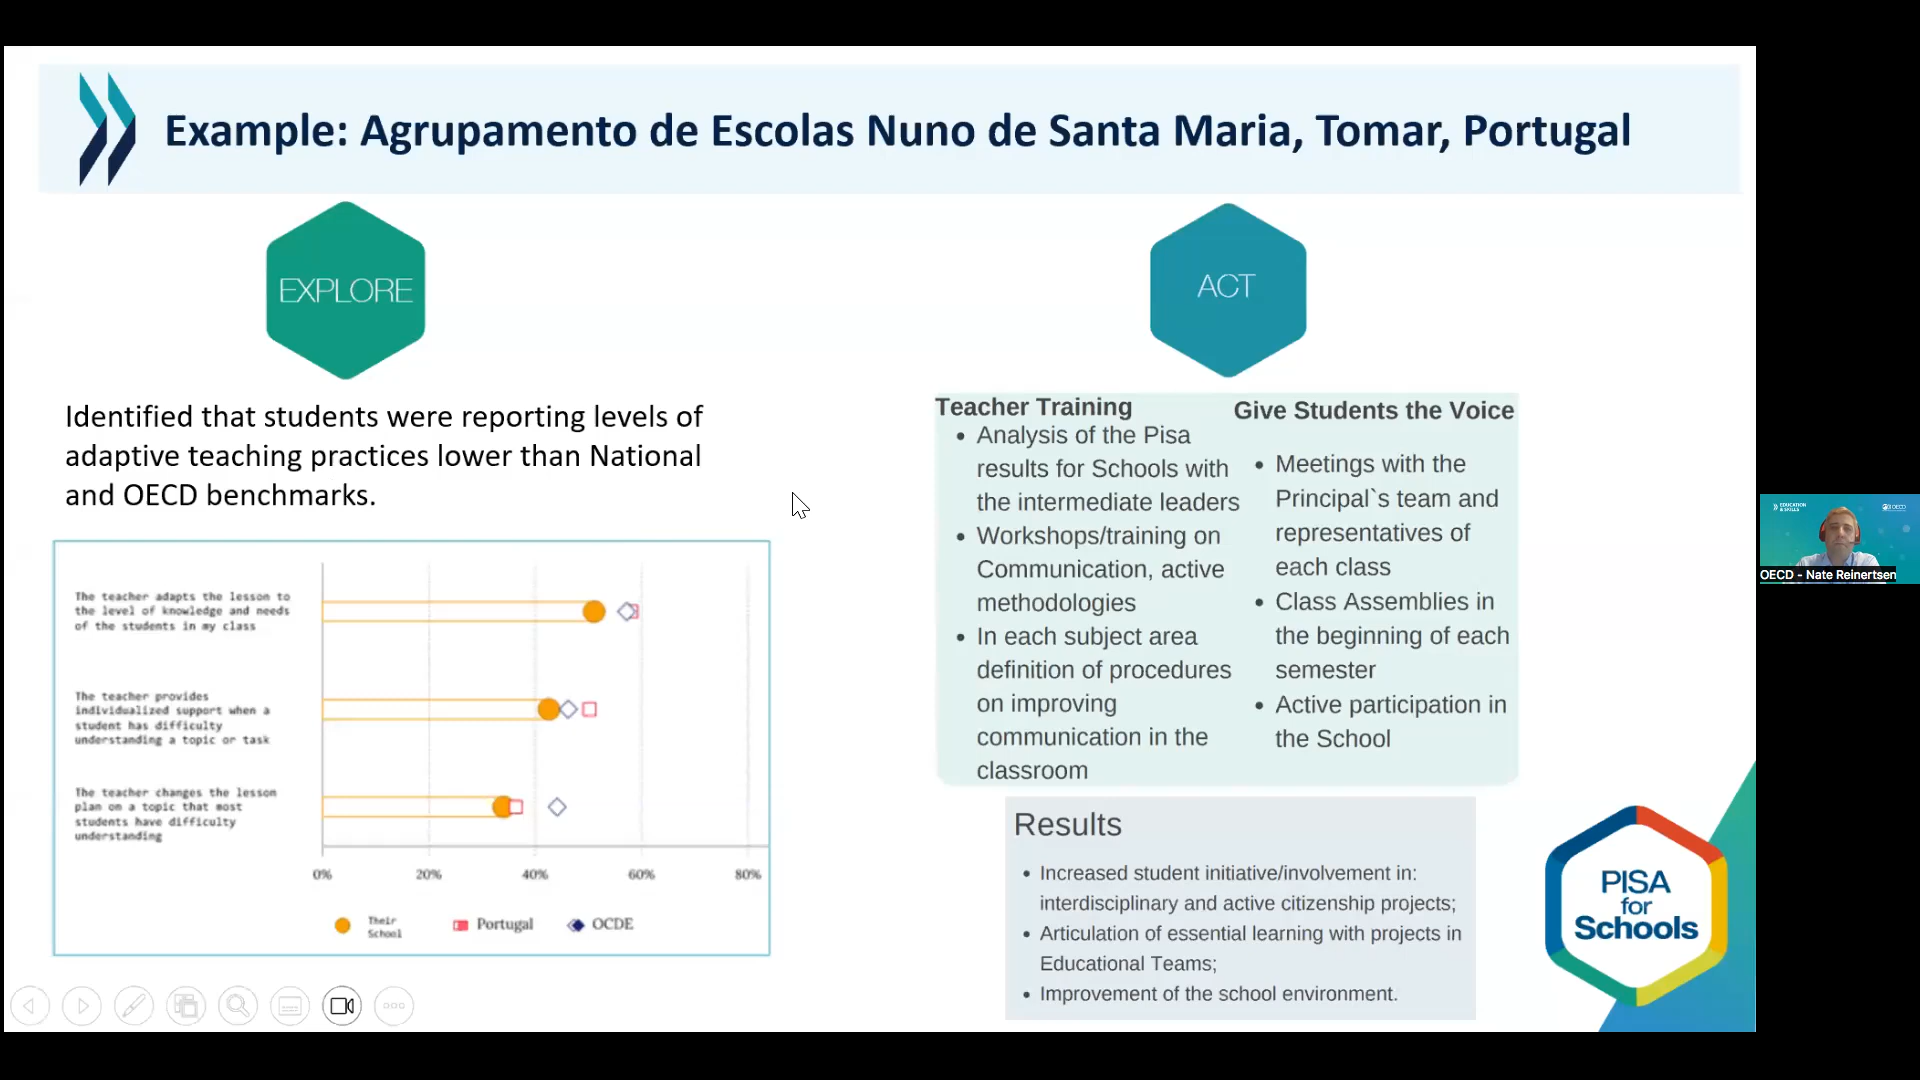 Example: Agrupamento de Escolas Nuno de Santa Maria, Tomar, Portugal
EXPLORE
Identified that students were reporting levels of
adaptive teaching practices lower than National
and OECD benchmarks.
The teacher adapts the lesson to
the level of knowledge and needs
of the students in my class
The teacher provides
individualized support when a
student has difficulty
understanding a topic or task
The teacher changes the lesson
plan on a topic that most
students have difficulty
understanding
0% 20% 40% 60% 80%
Their
School
Portugal
OCDE
ACT
Teacher Training
• Analysis of the Pisa
results for Schools with
the intermediate leaders
• Workshops/training on
Communication, active
methodologies
• In each subject area
definition of procedures
on improving
communication in the
classroom
Give Students the Voice
• Meetings with the
Principal`s team and
representatives of
each class
• Class Assemblies in
the beginning of each
semester
• Active participation in
the School
Results
• Increased student initiative/involvement in:
interdisciplinary and active citizenship projects;
• Articulation of essential learning with projects in
Educational Teams;
• Improvement of the school environment.
PISA
for
Schools
EDUCATION
& SKILLS
OECD
OECD - Nate Reinertsen